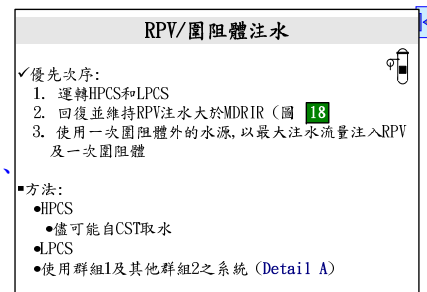 RPV/圍阻體注水
✓優先次序:
1. 運轉HPCS和LPCS
2. 回復並維持RPV注水大於MDRIR (圖 18
3. 使用一次圍阻體外的水源,以最大注水流量注入RPV
及一次圍阻體
、
▪方法:
●HPCS
●儘可能自CST取水
●LPCS
●使用群組1及其他群組2之系統 (Detail A)